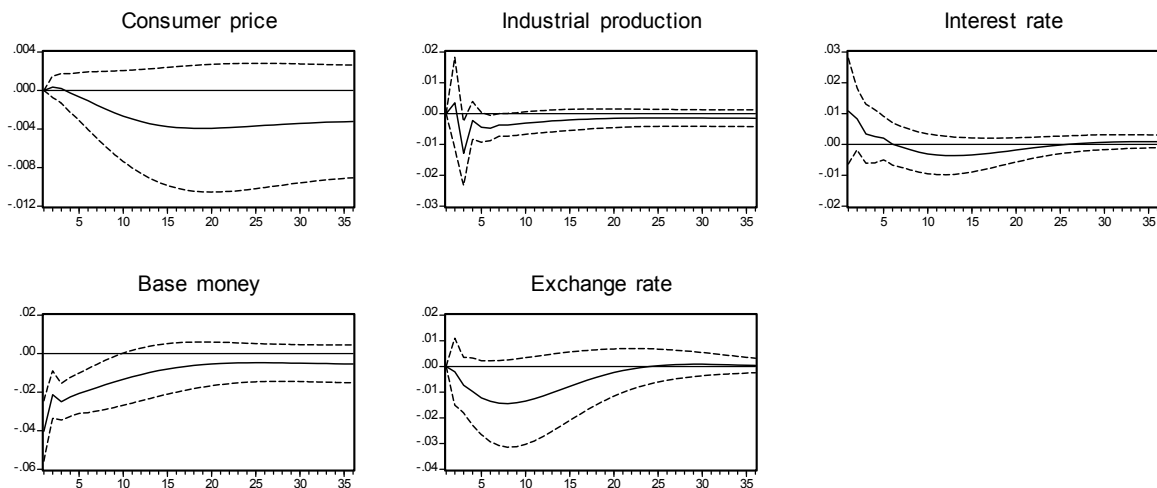 Consumer price
Industrial production
Interest rate
.004
.000
-.004
-.008
-.012
5 10 15 20 25 30 35
.02
.01
.00
-.01
-.02
-.03
5 10 15 20 25 30 35
.03
.02
.01
.00
-.01
-.02
5 10 15 20 25 30 35
Base money
Exchange rate
.02
.00
-.02
-.04
-.06
5 10 15 20 25 30 35
.02
.01
.00
-.01
-.02
-.03
-.04
5 10 15 20 25 30 35